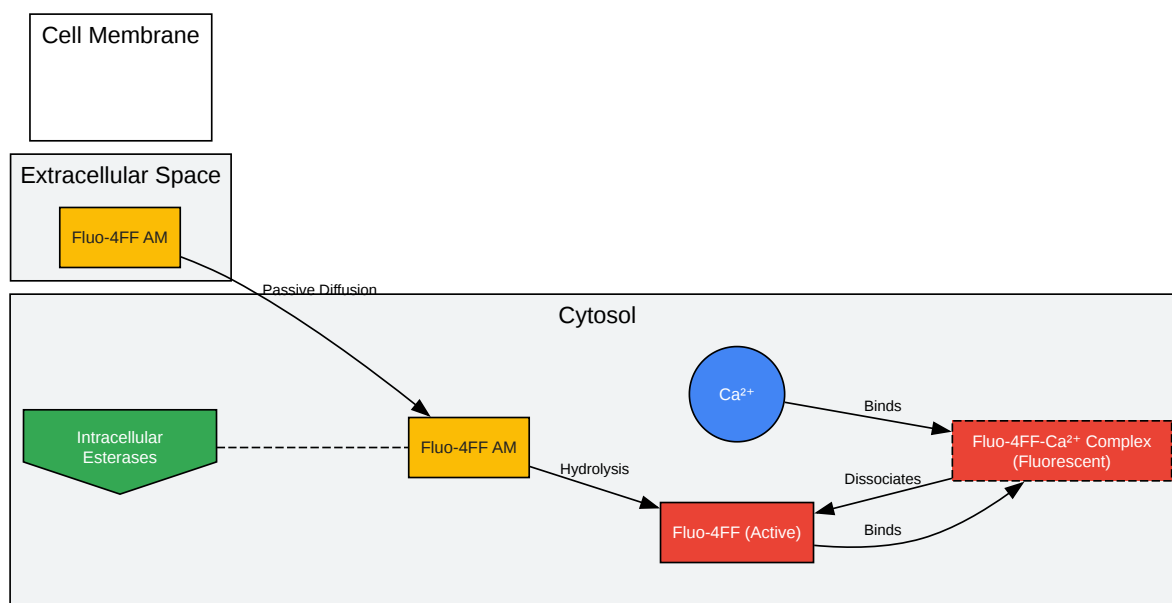 Cell Membrane
Extracellular Space
Fluo-4FF AM
Passive Diffusion
Cytosol
Ca²⁺
Binds
Intracellular
Esterases
Fluo-4FF AM
Hydrolysis
Fluo-4FF-Ca²⁺ Complex
(Fluorescent)
Dissociates
Fluo-4FF (Active)
Binds